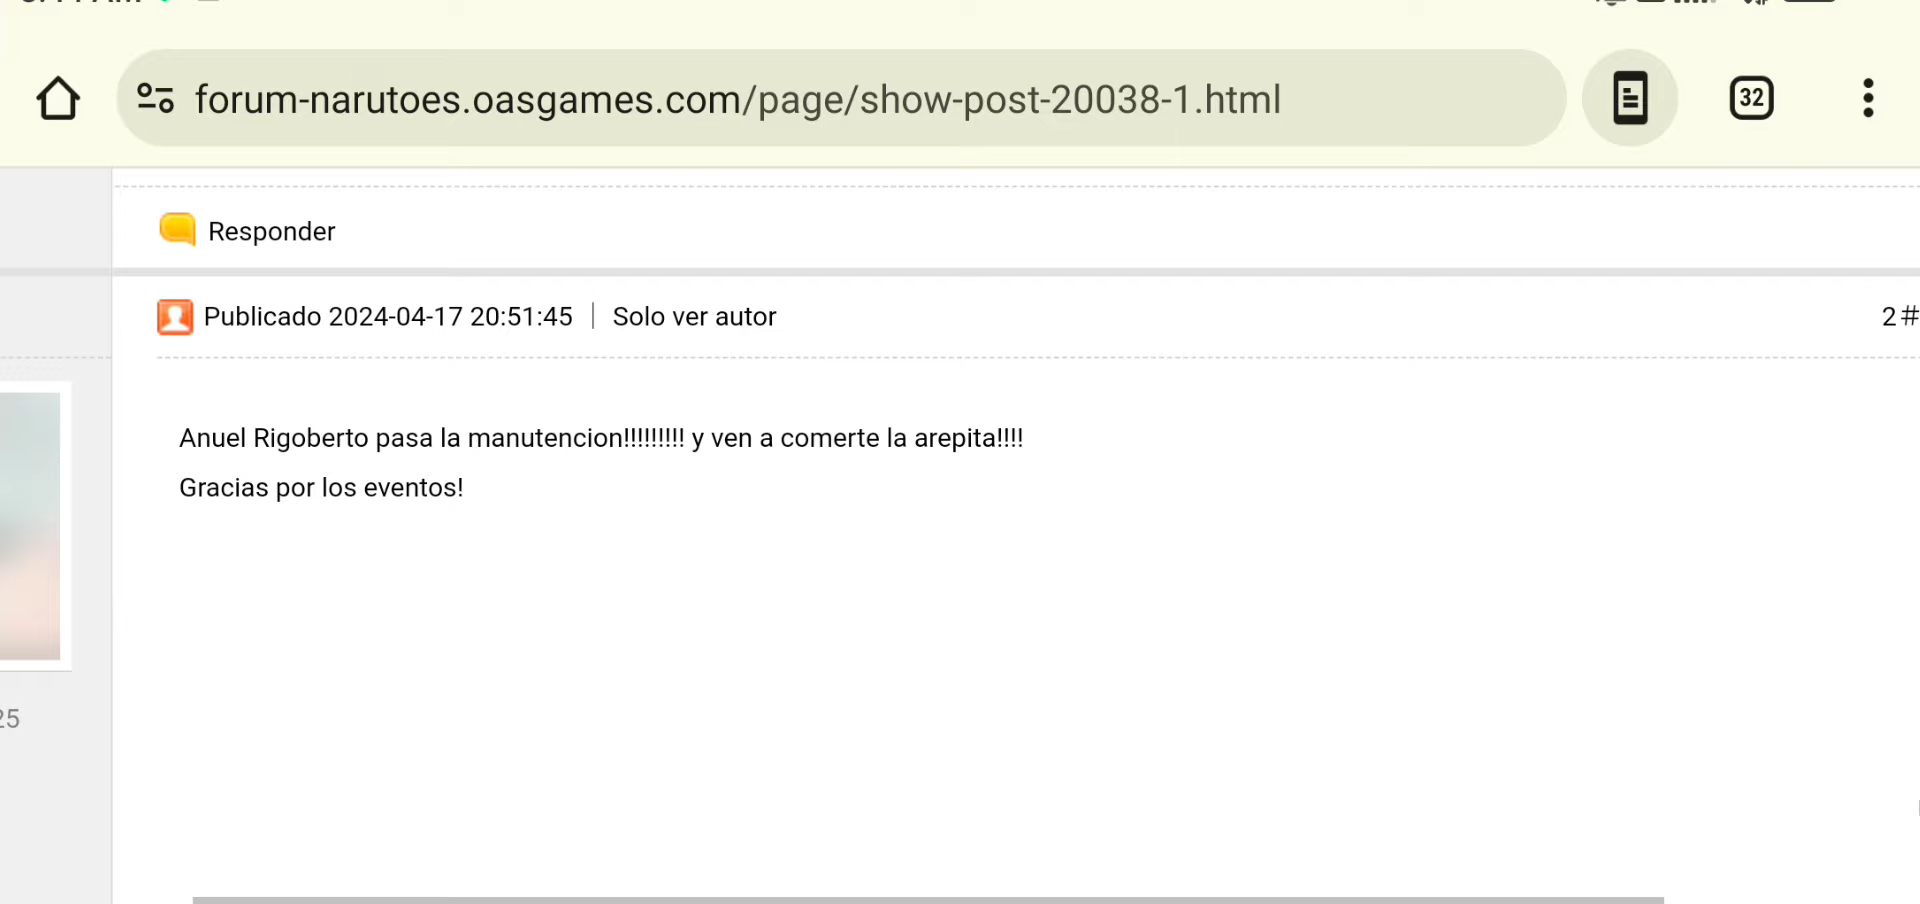 32
forum-narutoes.oasgames.com/page/show-post-20038-1.html
Responder
Publicado 2024-04-17 20:51:45 | Solo ver autor
2#
Anuel Rigoberto pasa la manutencion!!!!!!!!! y ven a comerte la arepita!!!!
Gracias por los eventos!
25